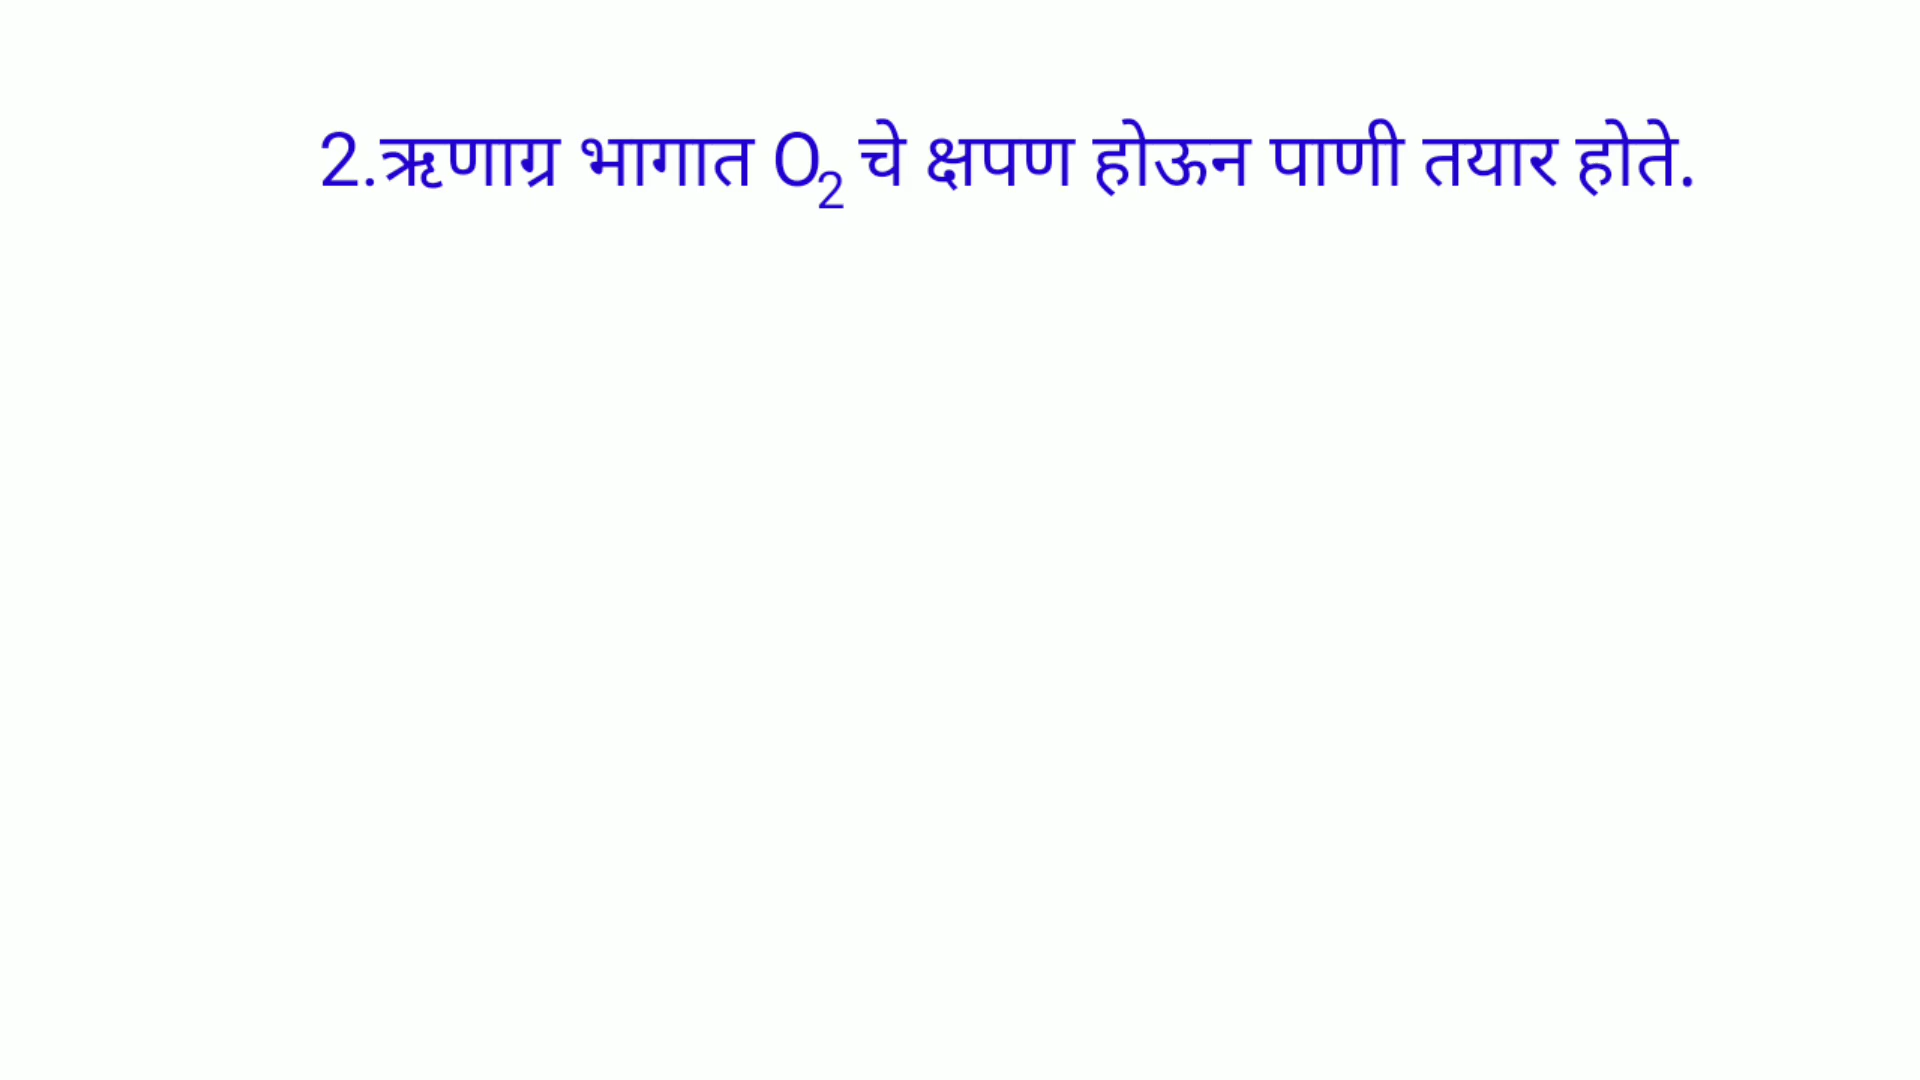 2.ऋणाग्र भागात O₂ चे क्षपण होऊन पाणी तयार होते.